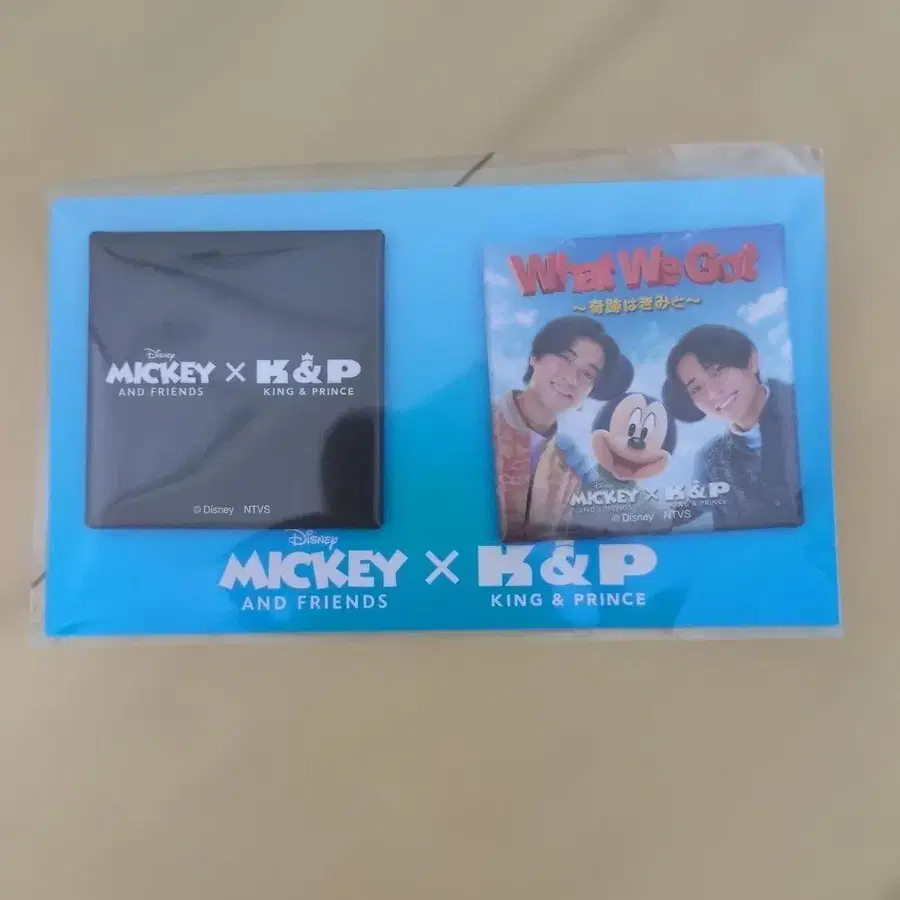 Disney
MICKEY × K&P
AND FRIENDS KING & PRINCE
© Disney NTVS
What We Got
～奇跡はきみと～
Disney
MICKEY × K&P
AND FRIENDS KING & PRINCE
© Disney NTVS
Disney
MICKEY × K&P
AND FRIENDS KING & PRINCE